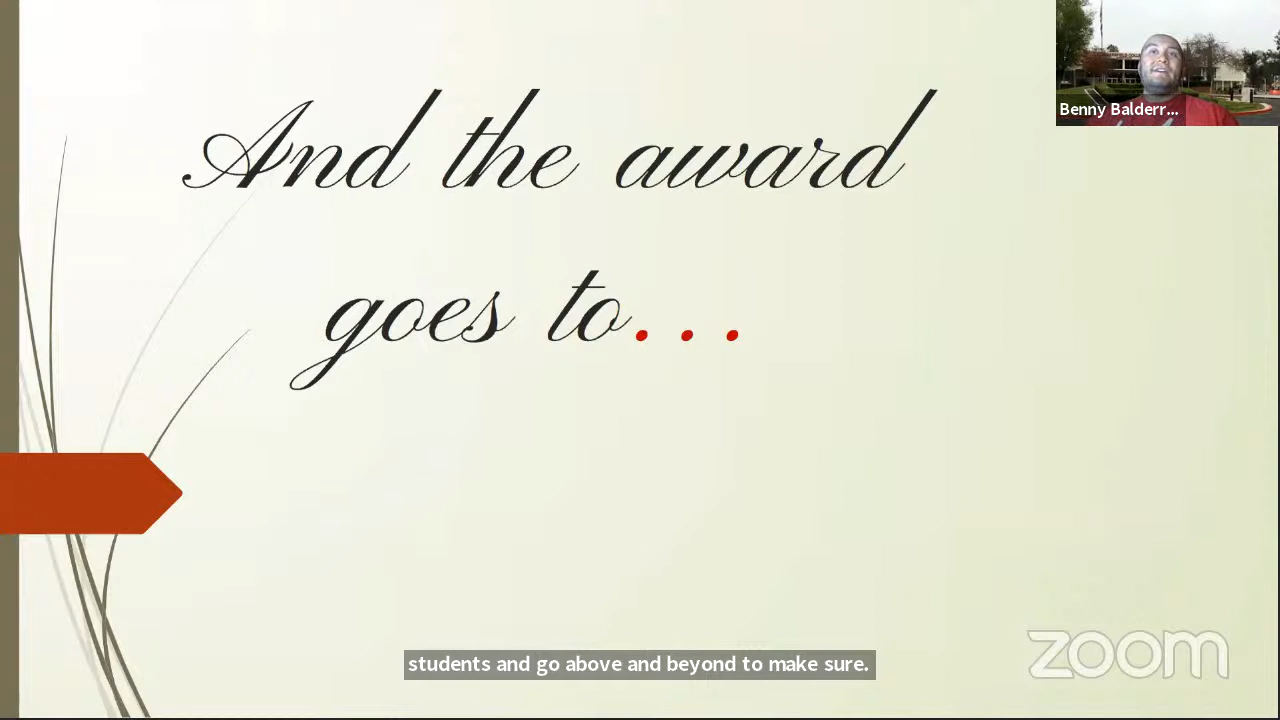 And the award
goes to...
Benny Balderr...
students and go above and beyond to make sure.
zoom